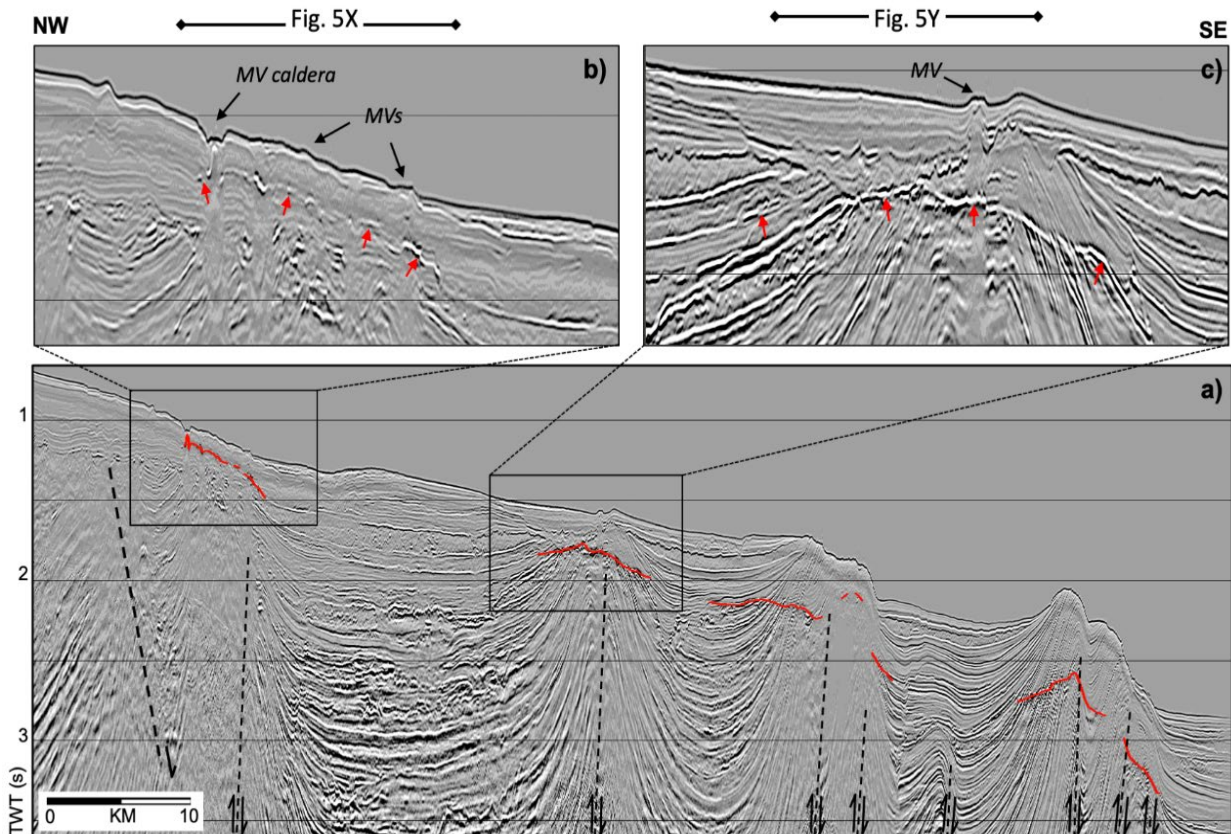 NW
Fig. 5X
Fig. 5Y
SE
MV caldera
MVs
b)
MV
c)
a)
1
2
3
TWT (s)
0 KM 10